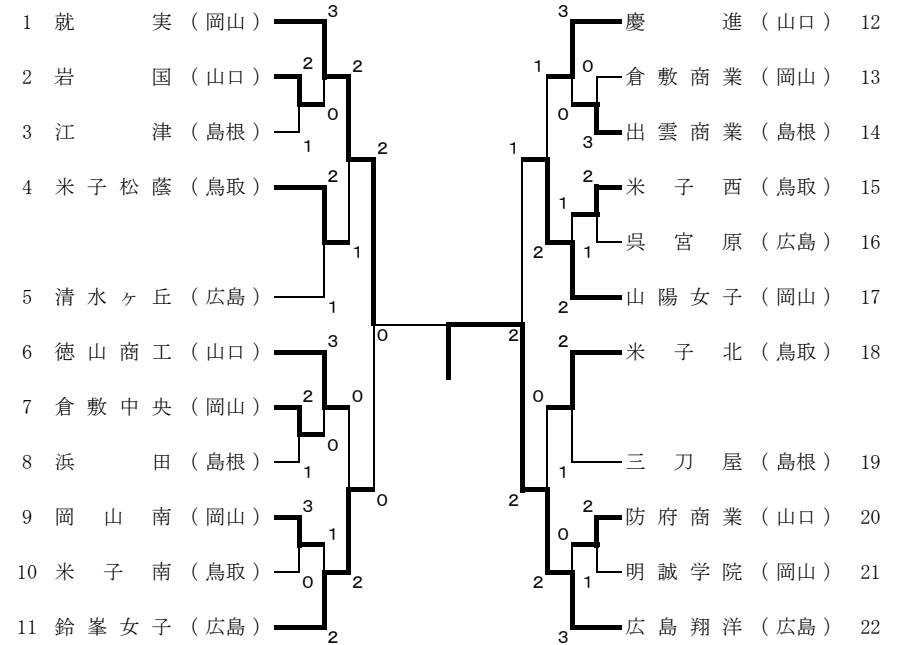 1 就実（岡山）
2 岩国（山口）
3 江津（島根）
4 米子松蔭（鳥取）
5 清水ヶ丘（広島）
6 徳山商工（山口）
7 倉敷中央（岡山）
8 浜田（島根）
9 岡山南（岡山）
10 米子南（鳥取）
11 鈴峯女子（広島）
3
2
2
0
1
2
2
1
1
3
2
0
0
1
3
1
0
2
2
0
0
3
1
0
0
3
1
2
1
2
1
2
2
2
0
1
2
2
0
1
2
3
慶進（山口） 12
倉敷商業（岡山） 13
出雲商業（島根） 14
米子西（鳥取） 15
呉宮原（広島） 16
山陽女子（岡山） 17
米子北（鳥取） 18
三刀屋（島根） 19
防府商業（山口） 20
明誠学院（岡山） 21
広島翔洋（広島） 22